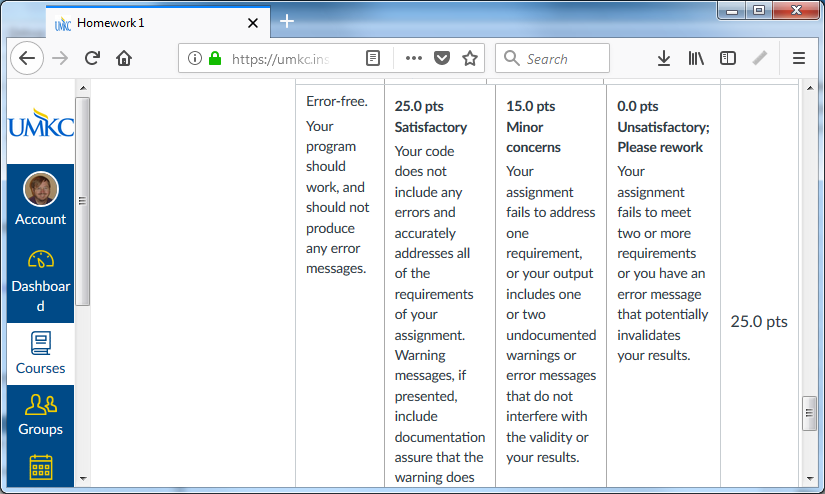 UMKC
Homework 1
https://umkc.ins
Search
UMKC
Account
Dashboar
d
Courses
Groups
Error-free.
Your
program
should
work, and
should not
produce
any error
messages.
25.0 pts
Satisfactory
Your code
does not
include any
errors and
accurately
addresses all
of the
requirements
of your
assignment.
Warning
messages, if
presented,
include
documentation
assure that the
warning does
15.0 pts
Minor
concerns
Your
assignment
fails to address
one
requirement,
or your output
includes one
or two
undocumented
warnings or
error messages
that do not
interfere with
the validity or
your results.
0.0 pts
Unsatisfactory;
Please rework
Your
assignment
fails to meet
two or more
requirements
or you have an
error message
that potentially
invalidates
your results.
25.0 pts